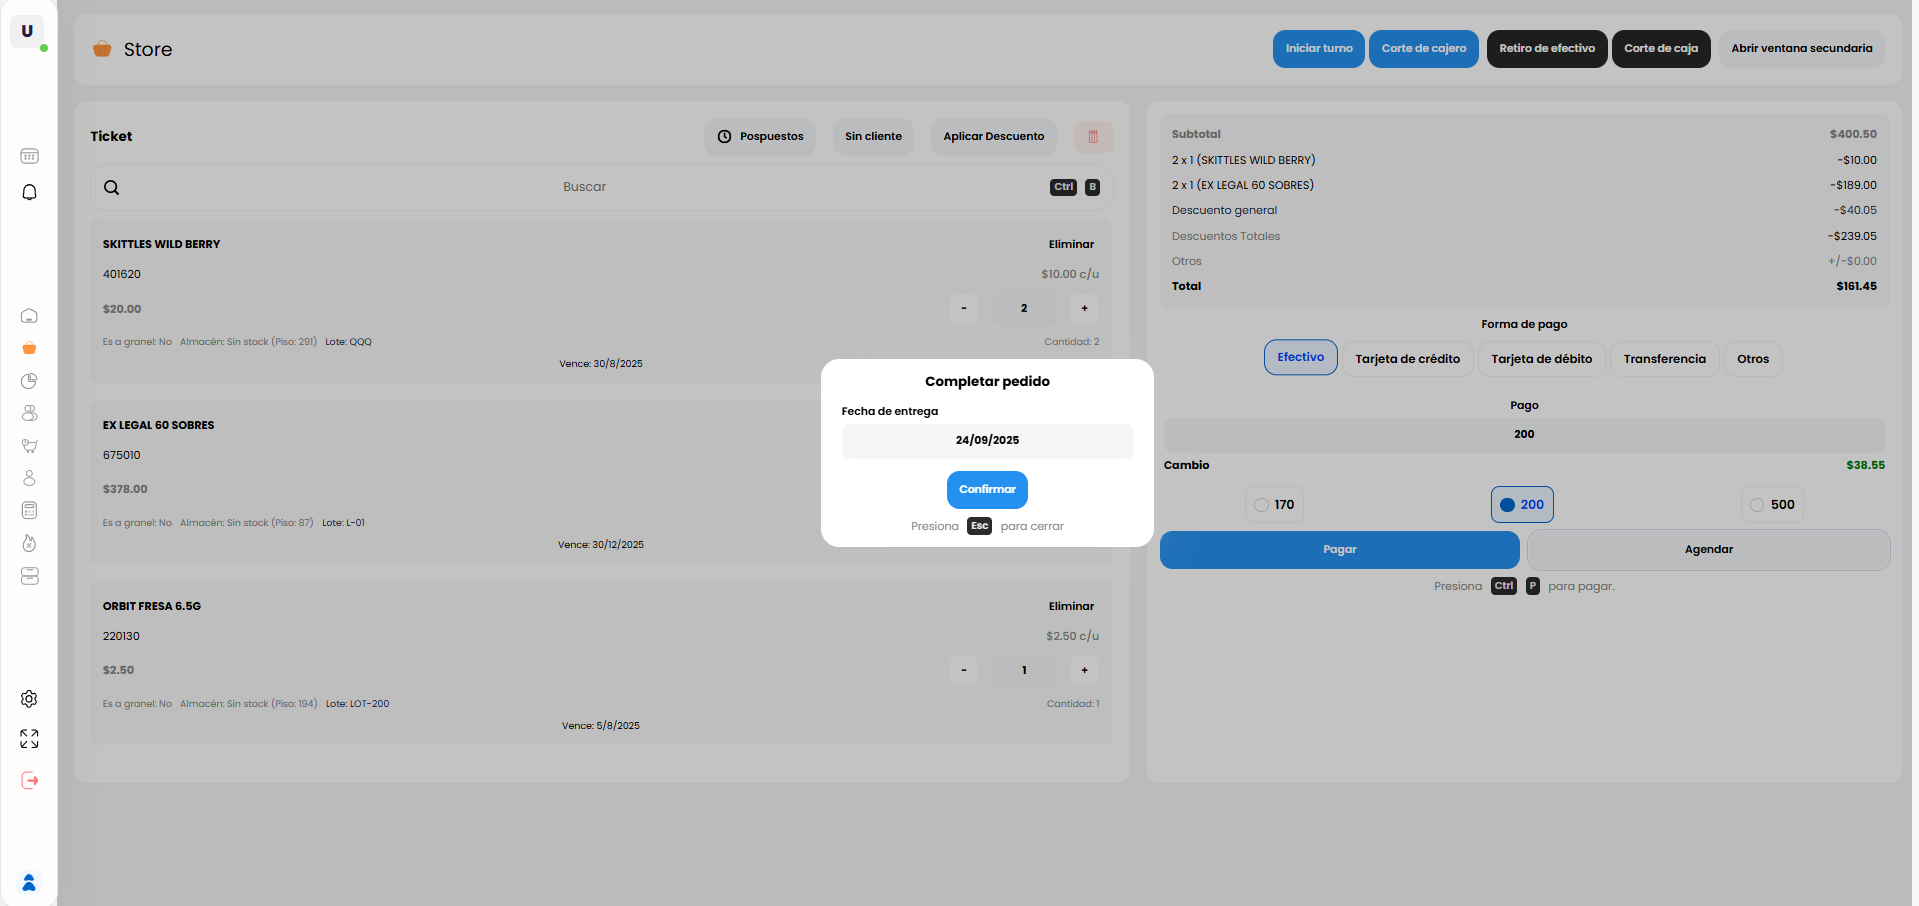 U
Store
Iniciar turno
Corte de cajero
Retiro de efectivo
Corte de caja
Abrir ventana secundaria
Ticket
Pospuestos
Sin cliente
Aplicar Descuento
Buscar
Ctrl B
SKITTLES WILD BERRY
Eliminar
401620
$10.00 c/u
$20.00
- 2 +
Es a granel: No Almacén: Sin stock (Piso: 291) Lote: QQQ
Cantidad: 2
Vence: 30/8/2025
EX LEGAL 60 SOBRES
675010
$378.00
Es a granel: No Almacén: Sin stock (Piso: 87) Lote: L-01
Vence: 30/12/2025
ORBIT FRESA 6.5G
Eliminar
220130
$2.50 c/u
$2.50
- 1 +
Es a granel: No Almacén: Sin stock (Piso: 194) Lote: LOT-200
Cantidad: 1
Vence: 5/8/2025
Completar pedido
Fecha de entrega
24/09/2025
Confirmar
Presiona Esc para cerrar
Subtotal $400.50
2 x 1 (SKITTLES WILD BERRY) -$10.00
2 x 1 (EX LEGAL 60 SOBRES) -$189.00
Descuento general -$40.05
Descuentos Totales -$239.05
Otros +/-$0.00
Total $161.45
Forma de pago
Efectivo
Tarjeta de crédito
Tarjeta de débito
Transferencia
Otros
Pago
200
Cambio $38.55
170
200
500
Pagar
Agendar
Presiona Ctrl P para pagar.